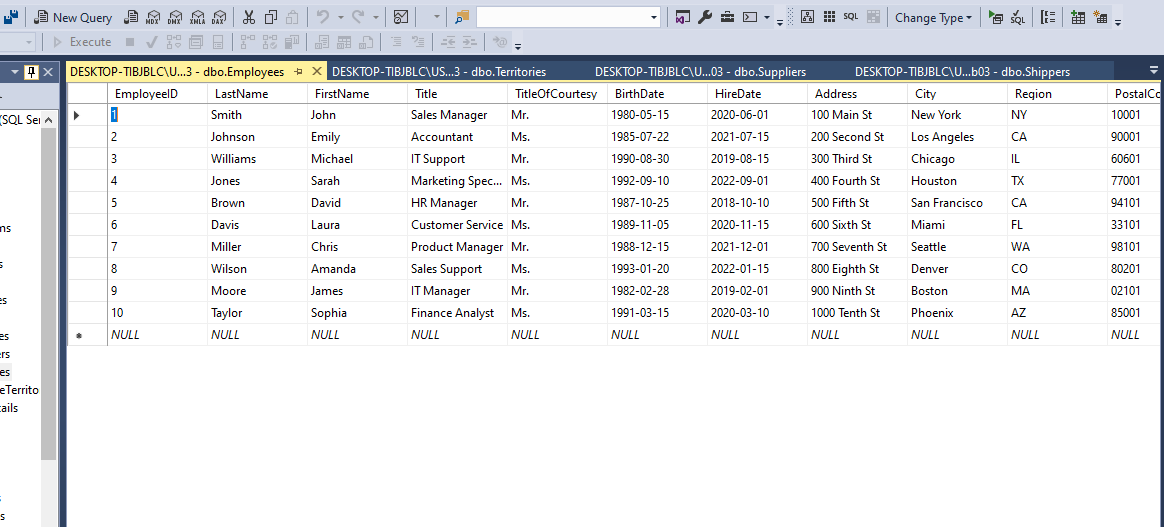 New Query MDX DMX XMLA DAX SQL Change Type SQL
Execute
DESKTOP-TIBJBLC\U...3 - dbo.Employees DESKTOP-TIBJBLC\US...3 - dbo.Territories DESKTOP-TIBJBLC\U...03 - dbo.Suppliers DESKTOP-TIBJBLC\U...b03 - dbo.Shippers
EmployeeID LastName FirstName Title TitleOfCourtesy BirthDate HireDate Address City Region PostalCo
(SQL Ser 1 Smith John Sales Manager Mr. 1980-05-15 2020-06-01 100 Main St New York NY 10001
2 Johnson Emily Accountant Ms. 1985-07-22 2021-07-15 200 Second St Los Angeles CA 90001
3 Williams Michael IT Support Mr. 1990-08-30 2019-08-15 300 Third St Chicago IL 60601
4 Jones Sarah Marketing Spec... Ms. 1992-09-10 2022-09-01 400 Fourth St Houston TX 77001
5 Brown David HR Manager Mr. 1987-10-25 2018-10-10 500 Fifth St San Francisco CA 94101
ms 6 Davis Laura Customer Service Ms. 1989-11-05 2020-11-15 600 Sixth St Miami FL 33101
7 Miller Chris Product Manager Mr. 1988-12-15 2021-12-01 700 Seventh St Seattle WA 98101
s 8 Wilson Amanda Sales Support Ms. 1993-01-20 2022-01-15 800 Eighth St Denver CO 80201
es 9 Moore James IT Manager Mr. 1982-02-28 2019-02-01 900 Ninth St Boston MA 02101
10 Taylor Sophia Finance Analyst Ms. 1991-03-15 2020-03-10 1000 Tenth St Phoenix AZ 85001
es NULL NULL NULL NULL NULL NULL NULL NULL NULL NULL NULL
ers
es
eTerrito
ails
s